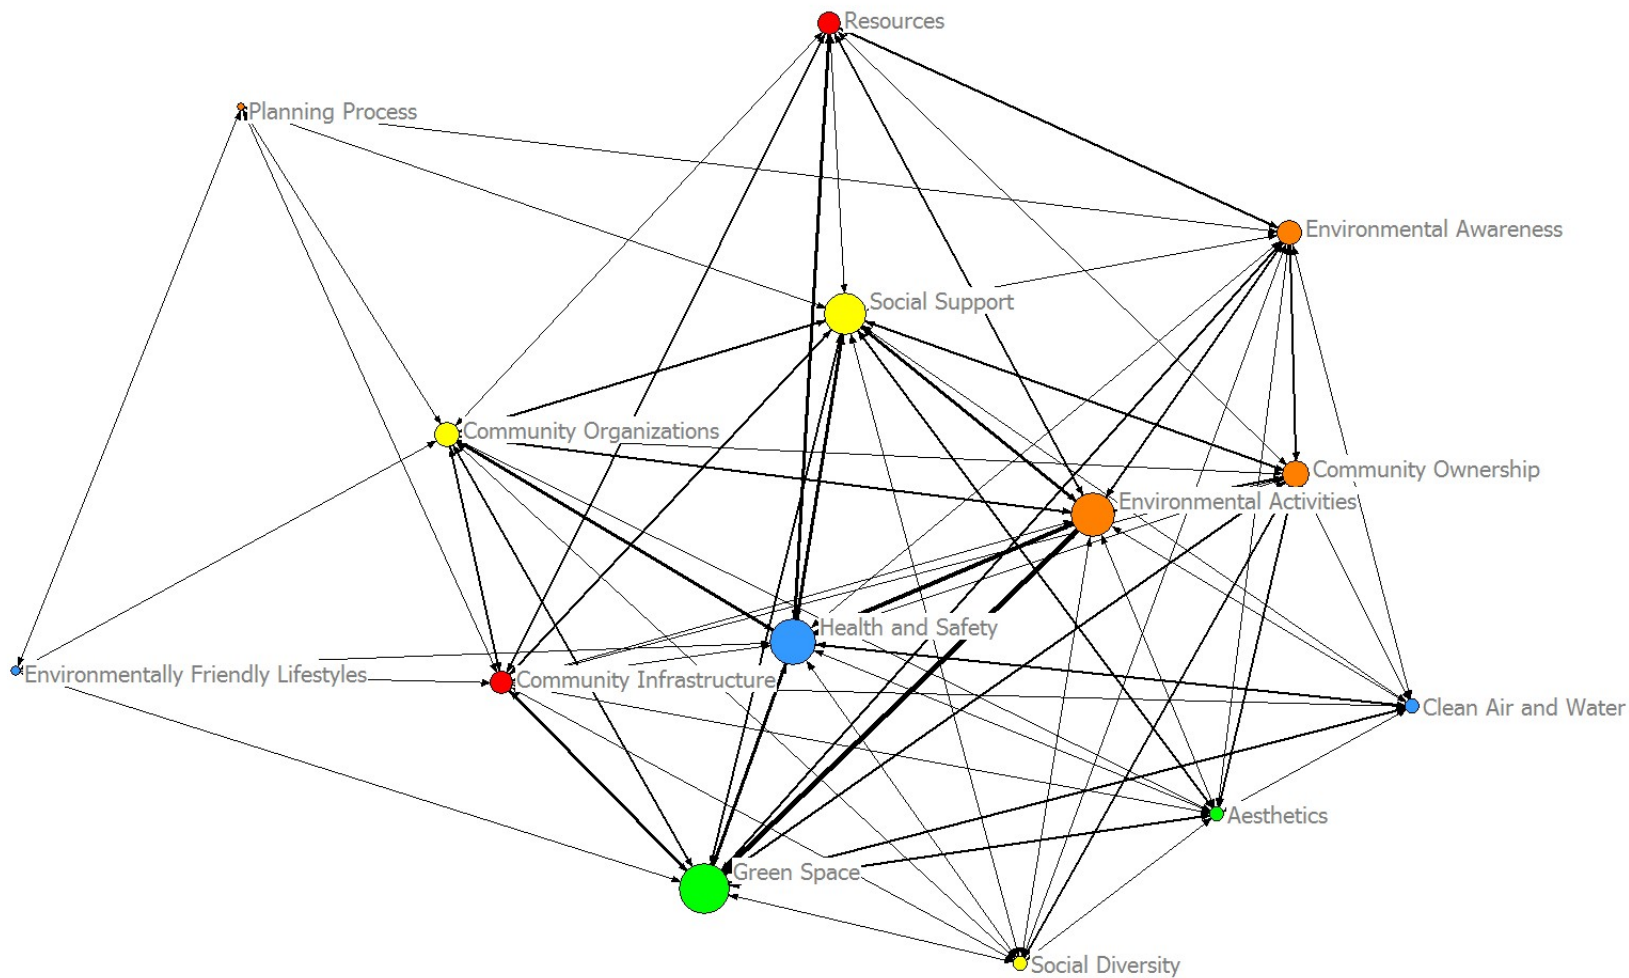 Resources
Planning Process
Environmental Awareness
Social Support
Community Organizations
Community Ownership
Environmental Activities
Health and Safety
Environmentally Friendly Lifestyles
Community Infrastructure
Clean Air and Water
Aesthetics
Green Space
Social Diversity